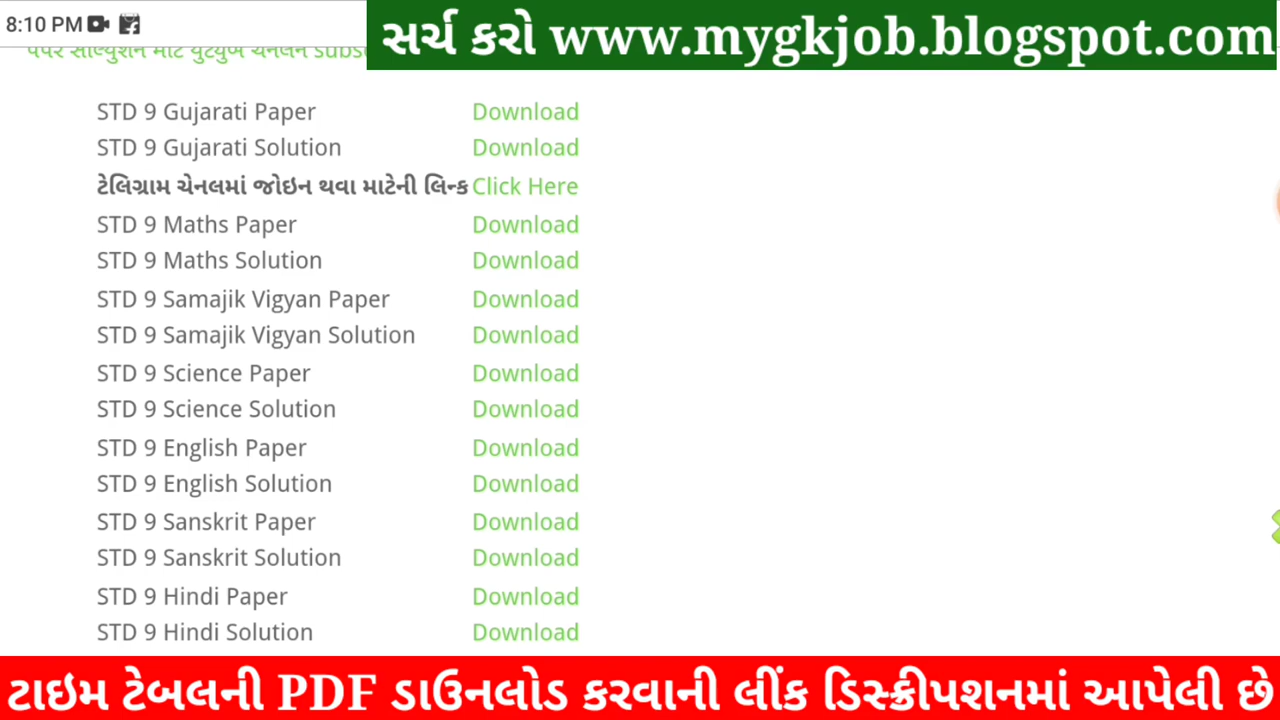 8:10 PM
સર્ચ કરો www.mygkjob.blogspot.com
પેપર સોલ્યુશન માટે યુટ્યુબ ચેનલને
STD 9 Gujarati Paper Download
STD 9 Gujarati Solution Download
ટેલિગ્રામ ચેનલમાં જોઇન થવા માટેની લિન્ક Click Here
STD 9 Maths Paper Download
STD 9 Maths Solution Download
STD 9 Samajik Vigyan Paper Download
STD 9 Samajik Vigyan Solution Download
STD 9 Science Paper Download
STD 9 Science Solution Download
STD 9 English Paper Download
STD 9 English Solution Download
STD 9 Sanskrit Paper Download
STD 9 Sanskrit Solution Download
STD 9 Hindi Paper Download
STD 9 Hindi Solution Download
ટાઇમ ટેબલની PDF ડાઉનલોડ કરવાની લીંક ડિસ્ક્રીપશનમાં આપેલી છે